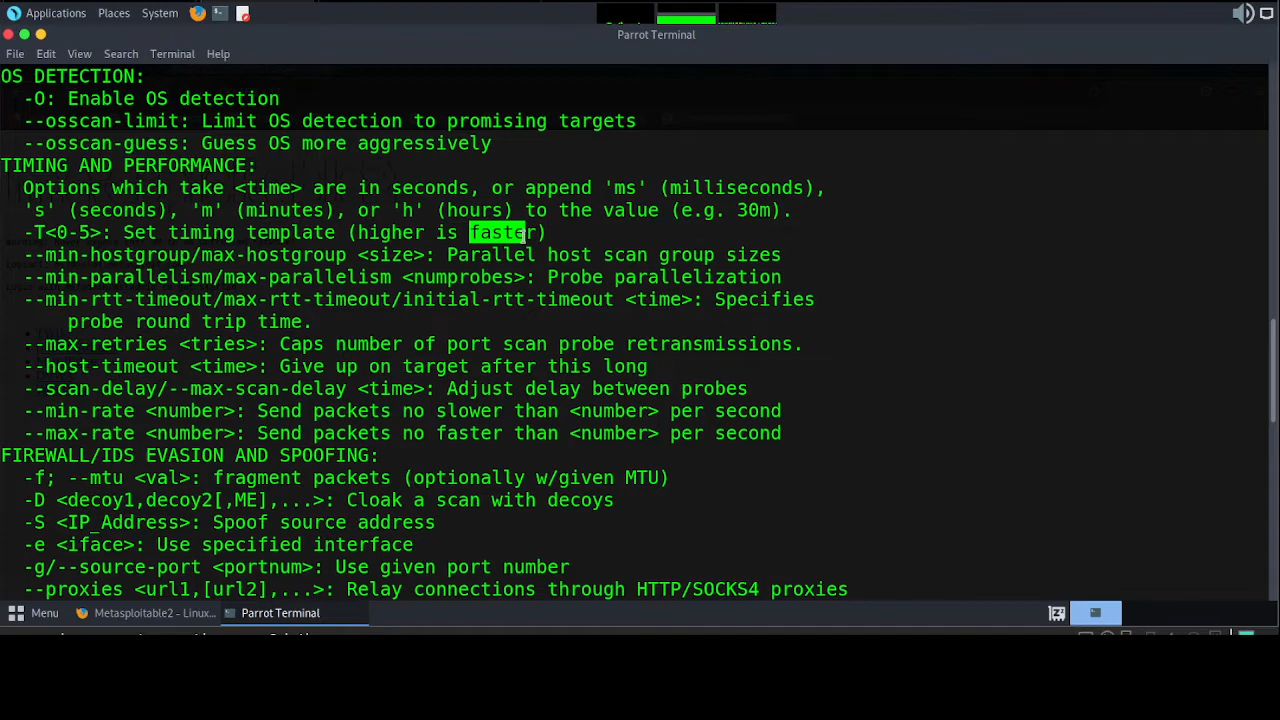 Applications Places System
Parrot Terminal
File Edit View Search Terminal Help
OS DETECTION:
-O: Enable OS detection
--osscan-limit: Limit OS detection to promising targets
--osscan-guess: Guess OS more aggressively
TIMING AND PERFORMANCE:
Options which take <time> are in seconds, or append 'ms' (milliseconds),
's' (seconds), 'm' (minutes), or 'h' (hours) to the value (e.g. 30m).
-T<0-5>: Set timing template (higher is faster)
--min-hostgroup/max-hostgroup <size>: Parallel host scan group sizes
--min-parallelism/max-parallelism <numprobes>: Probe parallelization
--min-rtt-timeout/max-rtt-timeout/initial-rtt-timeout <time>: Specifies
probe round trip time.
--max-retries <tries>: Caps number of port scan probe retransmissions.
--host-timeout <time>: Give up on target after this long
--scan-delay/--max-scan-delay <time>: Adjust delay between probes
--min-rate <number>: Send packets no slower than <number> per second
--max-rate <number>: Send packets no faster than <number> per second
FIREWALL/IDS EVASION AND SPOOFING:
-f; --mtu <val>: fragment packets (optionally w/given MTU)
-D <decoy1,decoy2[,ME],...>: Cloak a scan with decoys
-S <IP_Address>: Spoof source address
-e <iface>: Use specified interface
-g/--source-port <portnum>: Use given port number
--proxies <url1,[url2],...>: Relay connections through HTTP/SOCKS4 proxies
Menu Metasploitable2 - Linux... Parrot Terminal